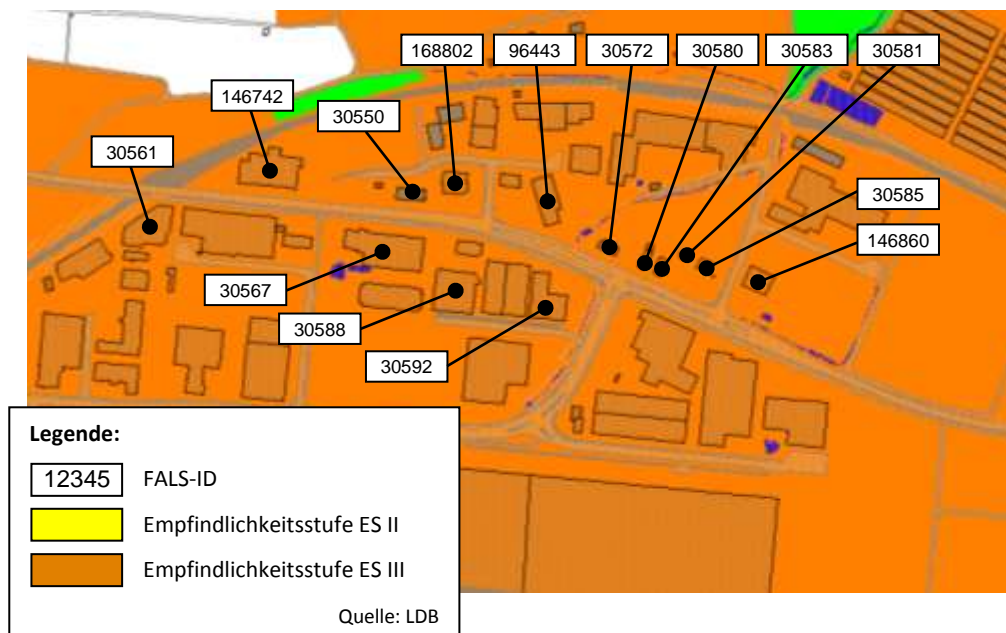 168802
96443
30572
30580
30583
30581
146742
30550
30561
30585
146860
30567
30588
30592
Legende:
12345 FALS-ID
Empfindlichkeitsstufe ES II
Empfindlichkeitsstufe ES III
Quelle: LDB